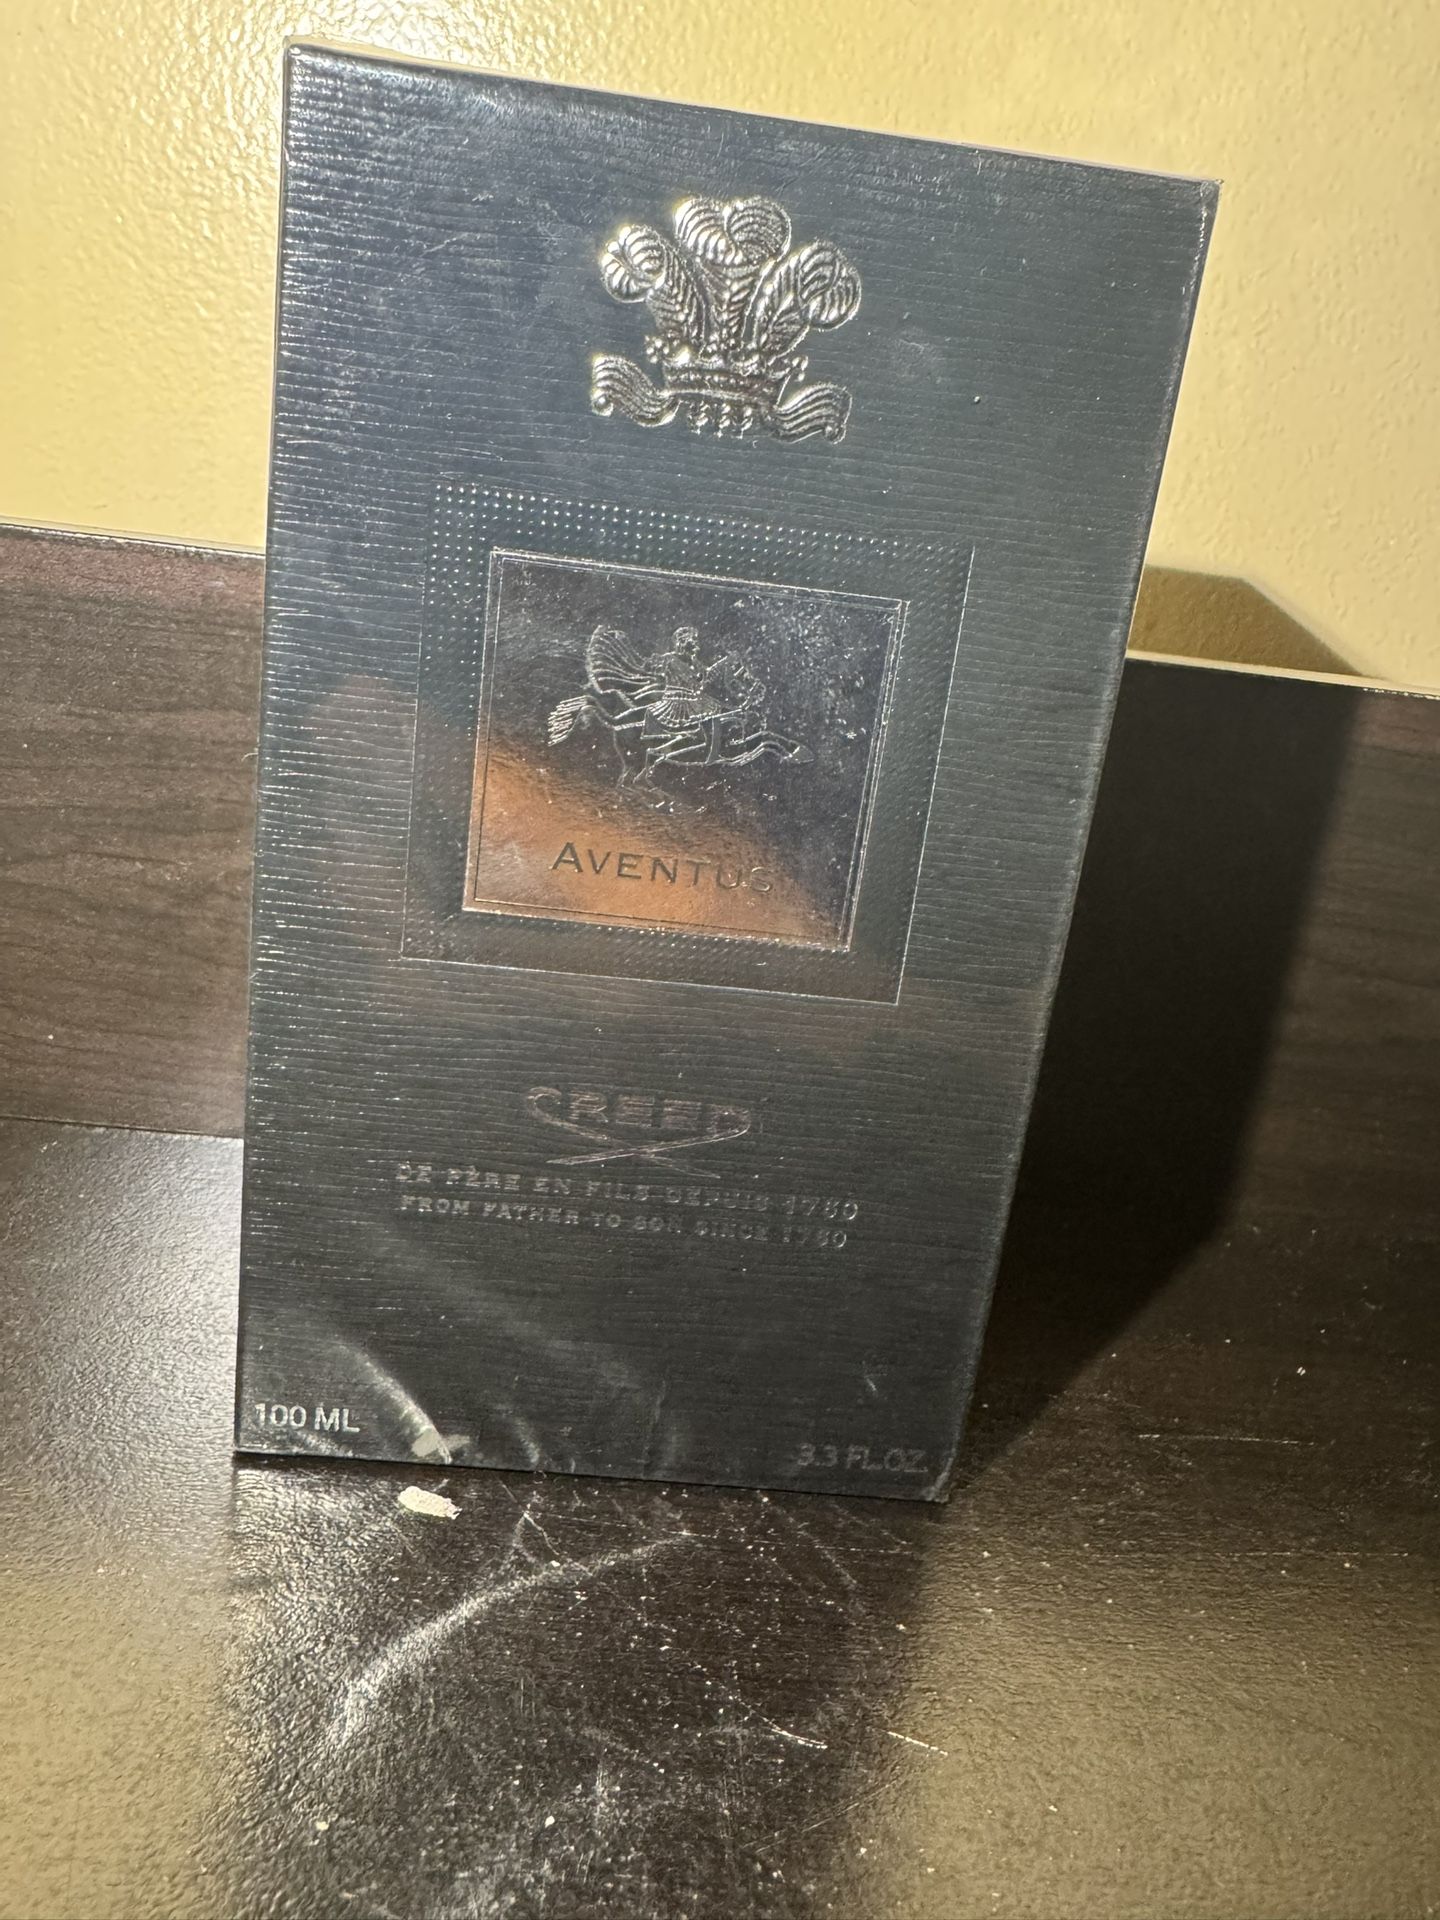 AVENTUS
CREED
DE PÈRE EN FILS DEPUIS 1760
FROM FATHER TO SON SINCE 1760
100 ML
3.3 FL.OZ.